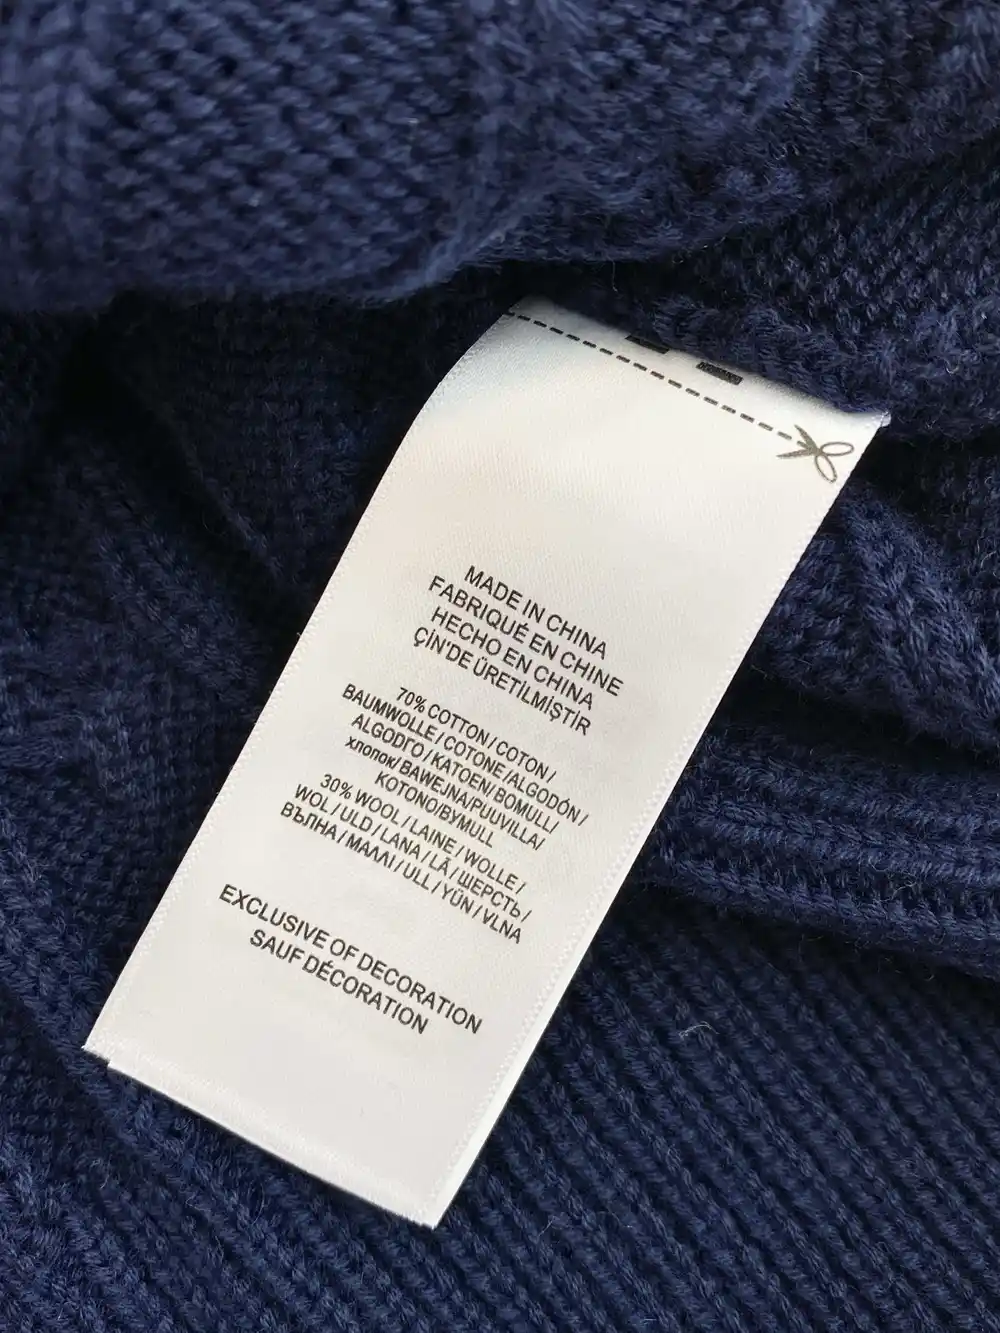 MADE IN CHINA
FABRIQUÉ EN CHINE
HECHO EN CHINA
ÇİN'DE ÜRETİLMİŞTİR
70% COTTON / COTON /
BAUMWOLLE / COTONE / ALGODÓN /
ALGODГO / KATOEN / BOMULL /
хлопок / BAWEJNA / PUUVILLA /
KOTONO / BYMULL
30% WOOL / LAINE / WOLLE /
WOL / ULD / LANA / LÃ / ШЕРСТЬ /
ВЪЛНА / ΜΑΛΛΙ / ULL / YÜN / VLNA
EXCLUSIVE OF DECORATION
SAUF DÉCORATION